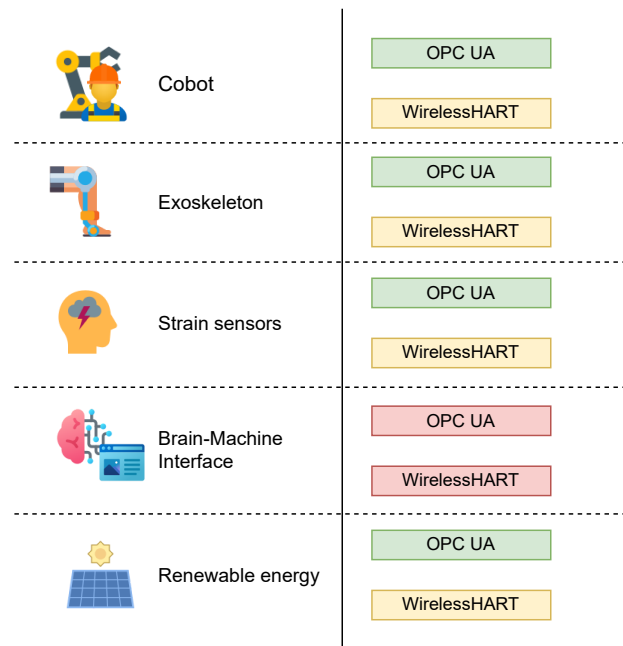 Cobot
OPC UA
WirelessHART
Exoskeleton
OPC UA
WirelessHART
Strain sensors
OPC UA
WirelessHART
Brain-Machine
Interface
OPC UA
WirelessHART
Renewable energy
OPC UA
WirelessHART